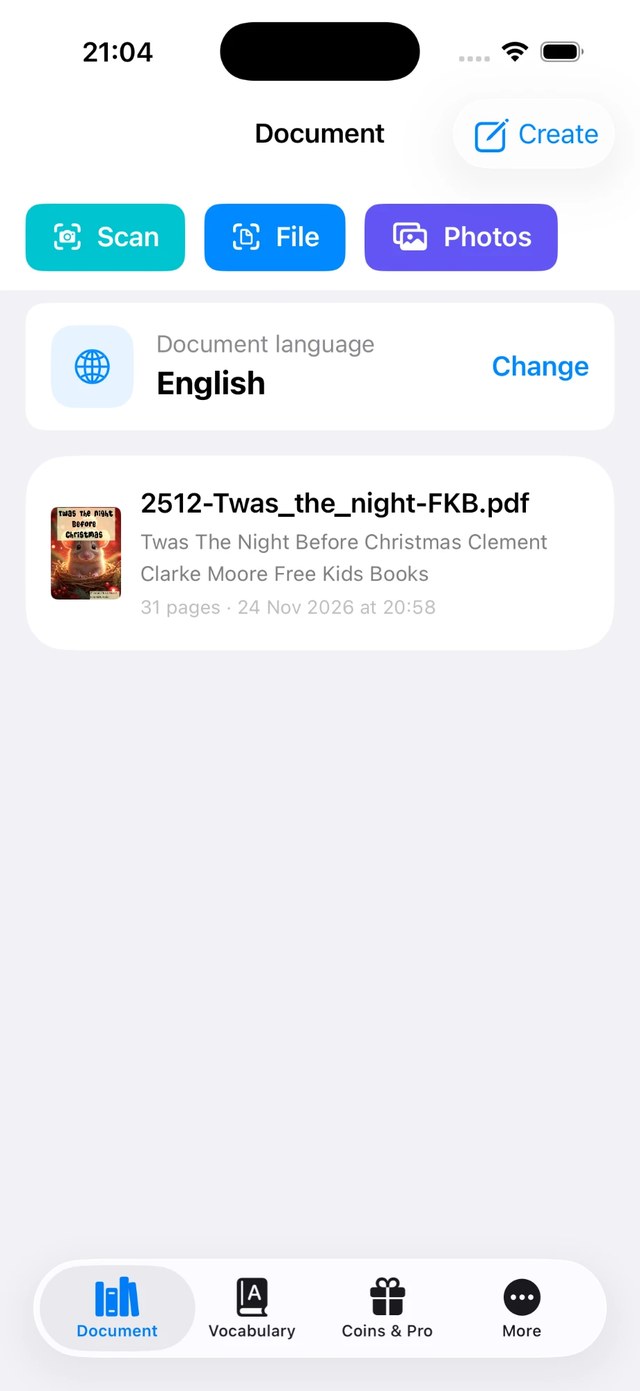 21:04
Document
Create
Scan
File
Photos
Document language
English
Change
Twas The Night
Before
Christmas
2512-Twas_the_night-FKB.pdf
Twas The Night Before Christmas Clement
Clarke Moore Free Kids Books
31 pages · 24 Nov 2026 at 20:58
A
Document
Vocabulary
Coins & Pro
More